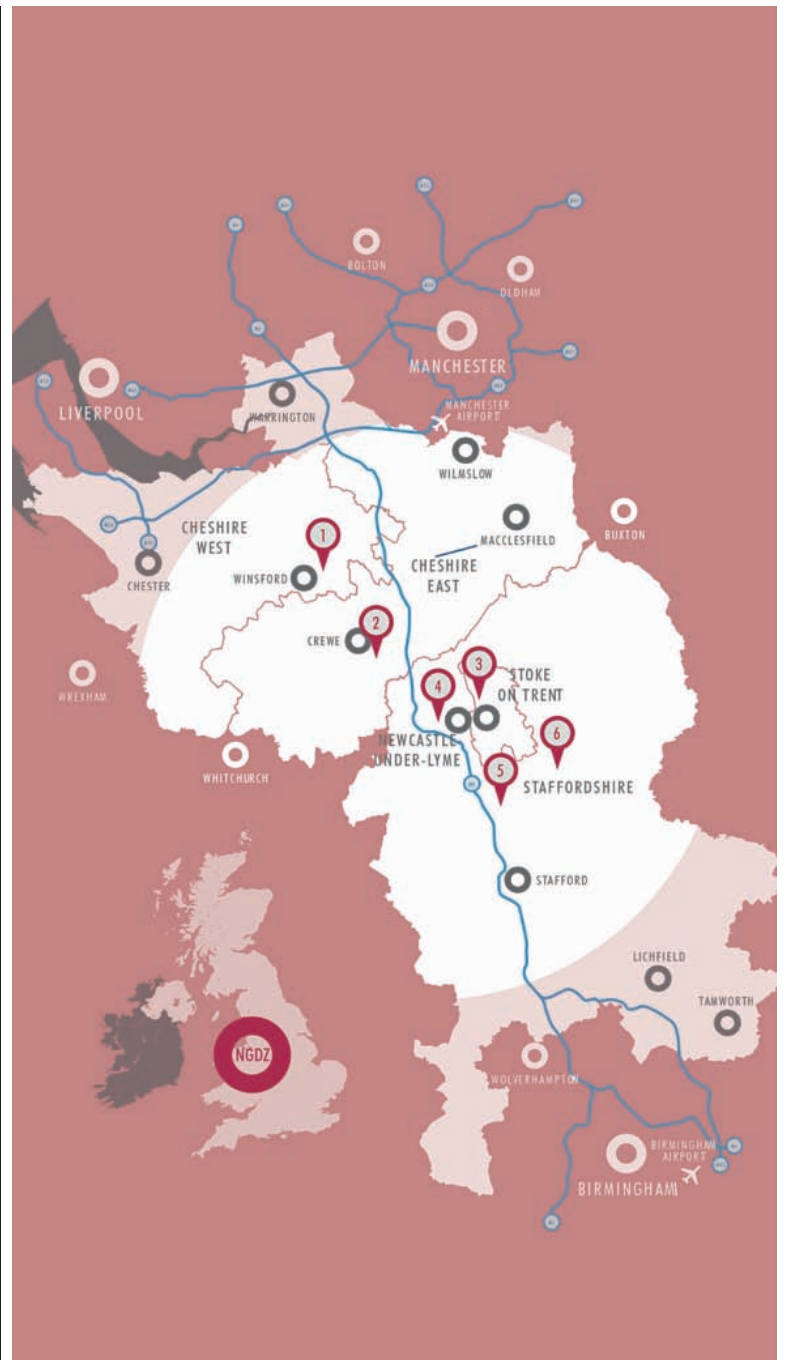 BOLTON
OLDHAM
MANCHESTER
LIVERPOOL
WARRINGTON
MANCHESTER
AIRPORT
WILMSLOW
CHESHIRE
WEST
MACCLESFIELD
BUXTON
1
CHESHIRE
EAST
CHESTER
WINSFORD
2
CREWE
3
STOKE
ON TRENT
WREXHAM
4
NEWCASTLE
UNDER-LYME
6
WHITCHURCH
5
STAFFORDSHIRE
STAFFORD
LICHFIELD
TAMWORTH
NGDZ
WOLVERHAMPTON
BIRMINGHAM
AIRPORT
BIRMINGHAM